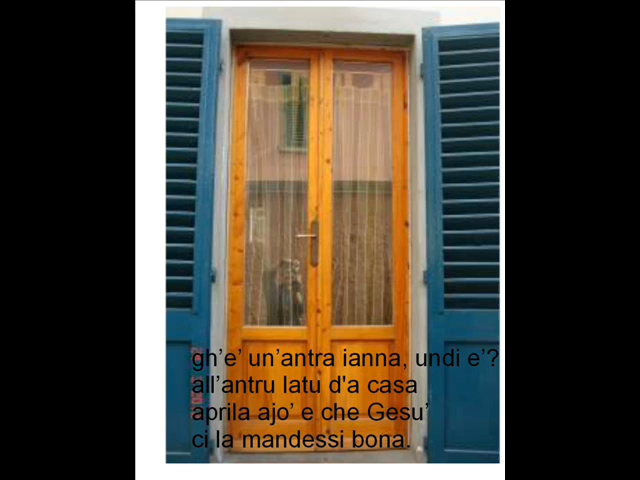 gh'e' un'antra ianna, undi e'?
all'antru latu d'a casa
aprila ajo' e che Gesu'
ci la mandessi bona.